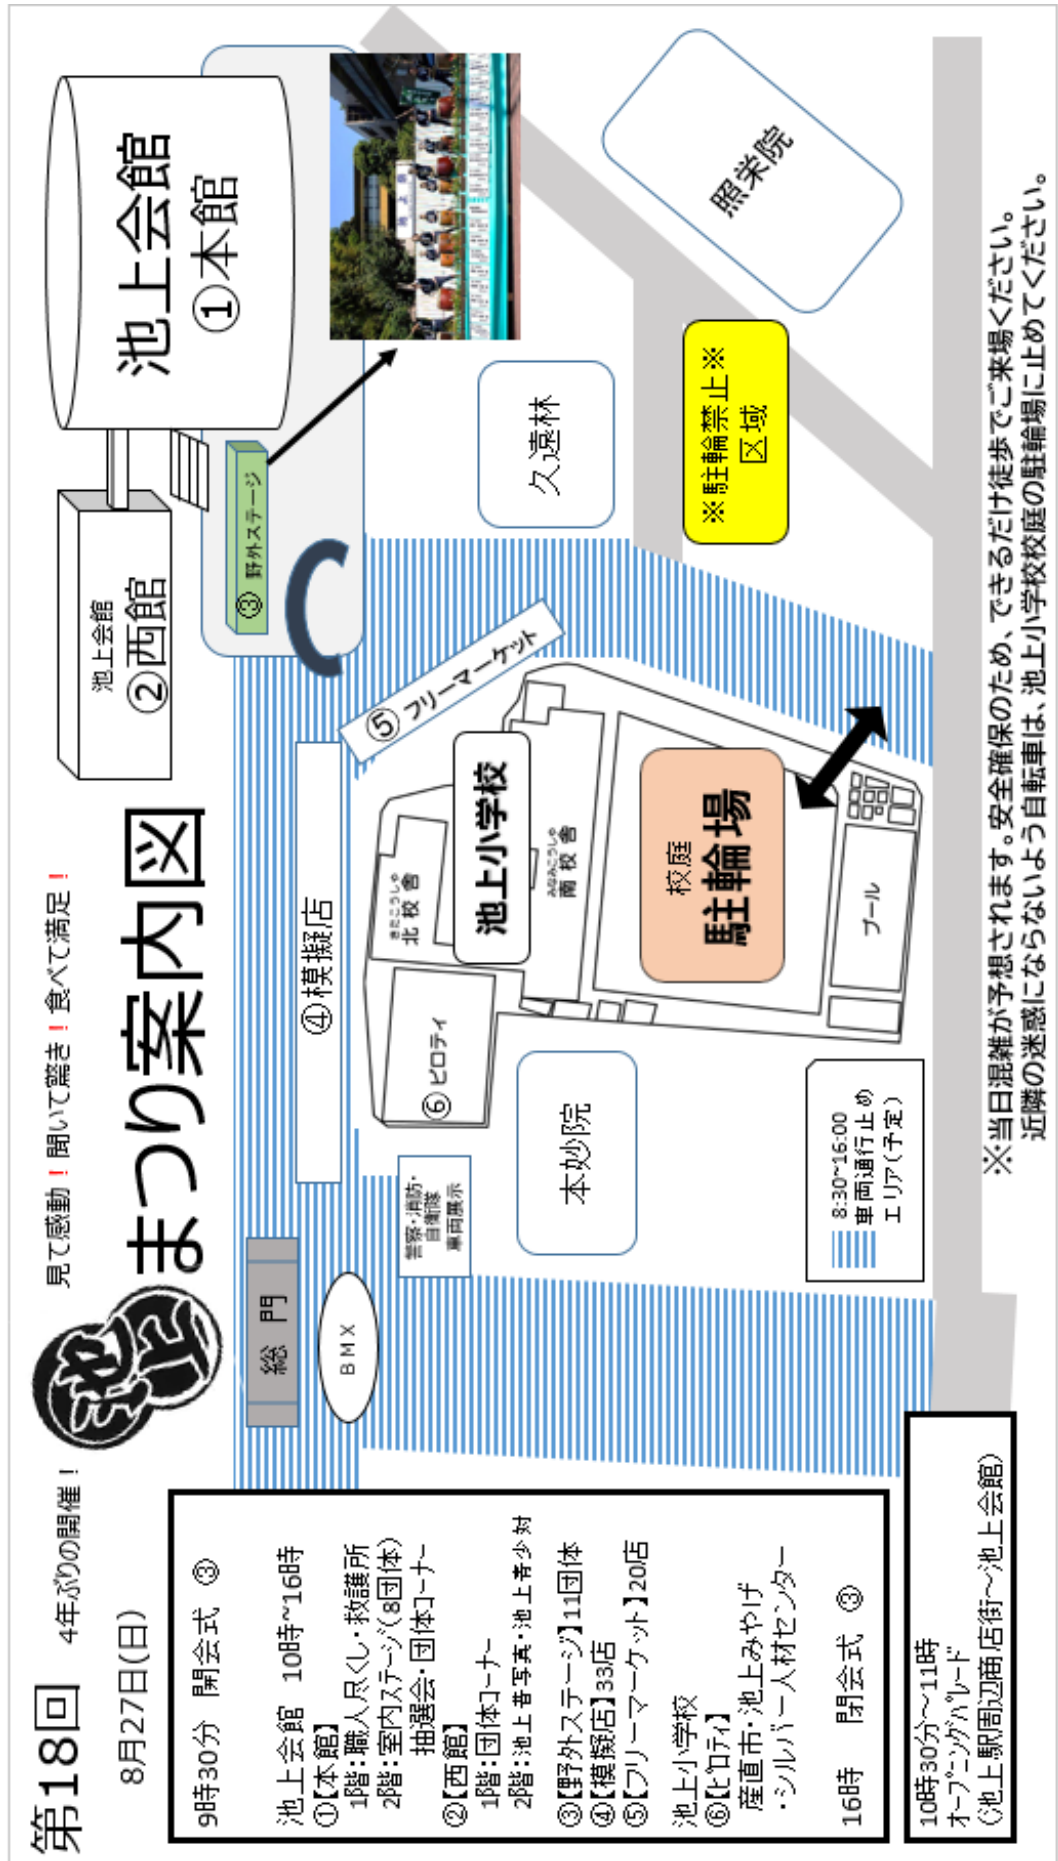 第18回
4年ぶりの開催！
8月27日(日)
池上
まつり案内図
見て感動！聞いて驚き！食べて満足！
9時30分 開会式 ③
池上会館 10時~16時
①【本館】
1階:職人尽くし・救護所
2階:室内ステージ(8団体)
抽選会・団体コーナー
②【西館】
1階:団体コーナー
2階:池上昔写真・池上青少対
③【野外ステージ】11団体
④【模擬店】33店
⑤【フリーマーケット】20店
池上小学校
⑥【ピロティ】
産直市・池上みやげ
・シルバー人材センター
16時 閉会式 ③
10時30分～11時
オープニングパレード
(池上駅周辺商店街～池上会館)
池上会館
②西館
池上会館
①本館
③ 野外ステージ
総門
BMX
④模擬店
⑤ フリーマーケット
警察・消防・
自衛隊
車両展示
⑥ピロティ
きたこうしゃ
北校舎
池上小学校
みなみこうしゃ
南校舎
本妙院
久遠林
照栄院
校庭
駐輪場
プール
※駐輪禁止※
区域
8:30~16:00
車両通行止め
エリア(予定)
※当日混雑が予想されます。安全確保のため、できるだけ徒歩でご来場ください。
近隣の迷惑にならないよう自転車は、池上小学校校庭の駐輪場に止めてください。